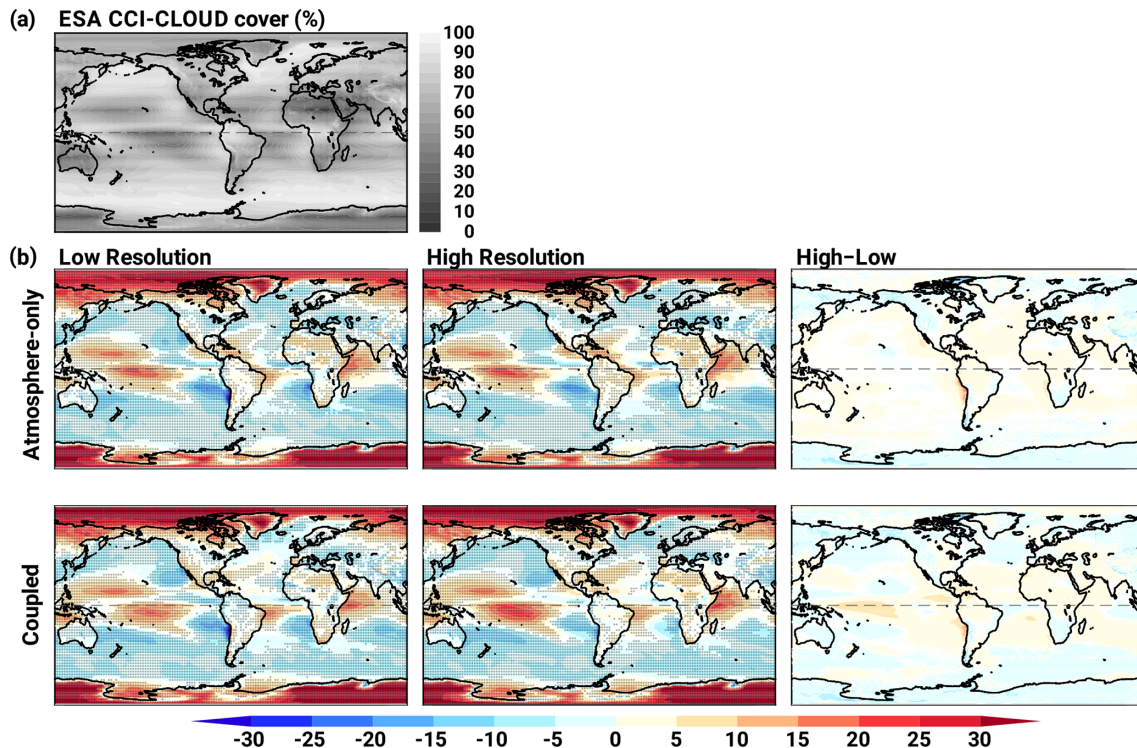 (a) ESA CCI-CLOUD cover (%)
100
90
80
70
60
50
40
30
20
10
0
(b) Low Resolution High Resolution High−Low
Atmosphere-only
Coupled
-30 -25 -20 -15 -10 -5 0 5 10 15 20 25 30